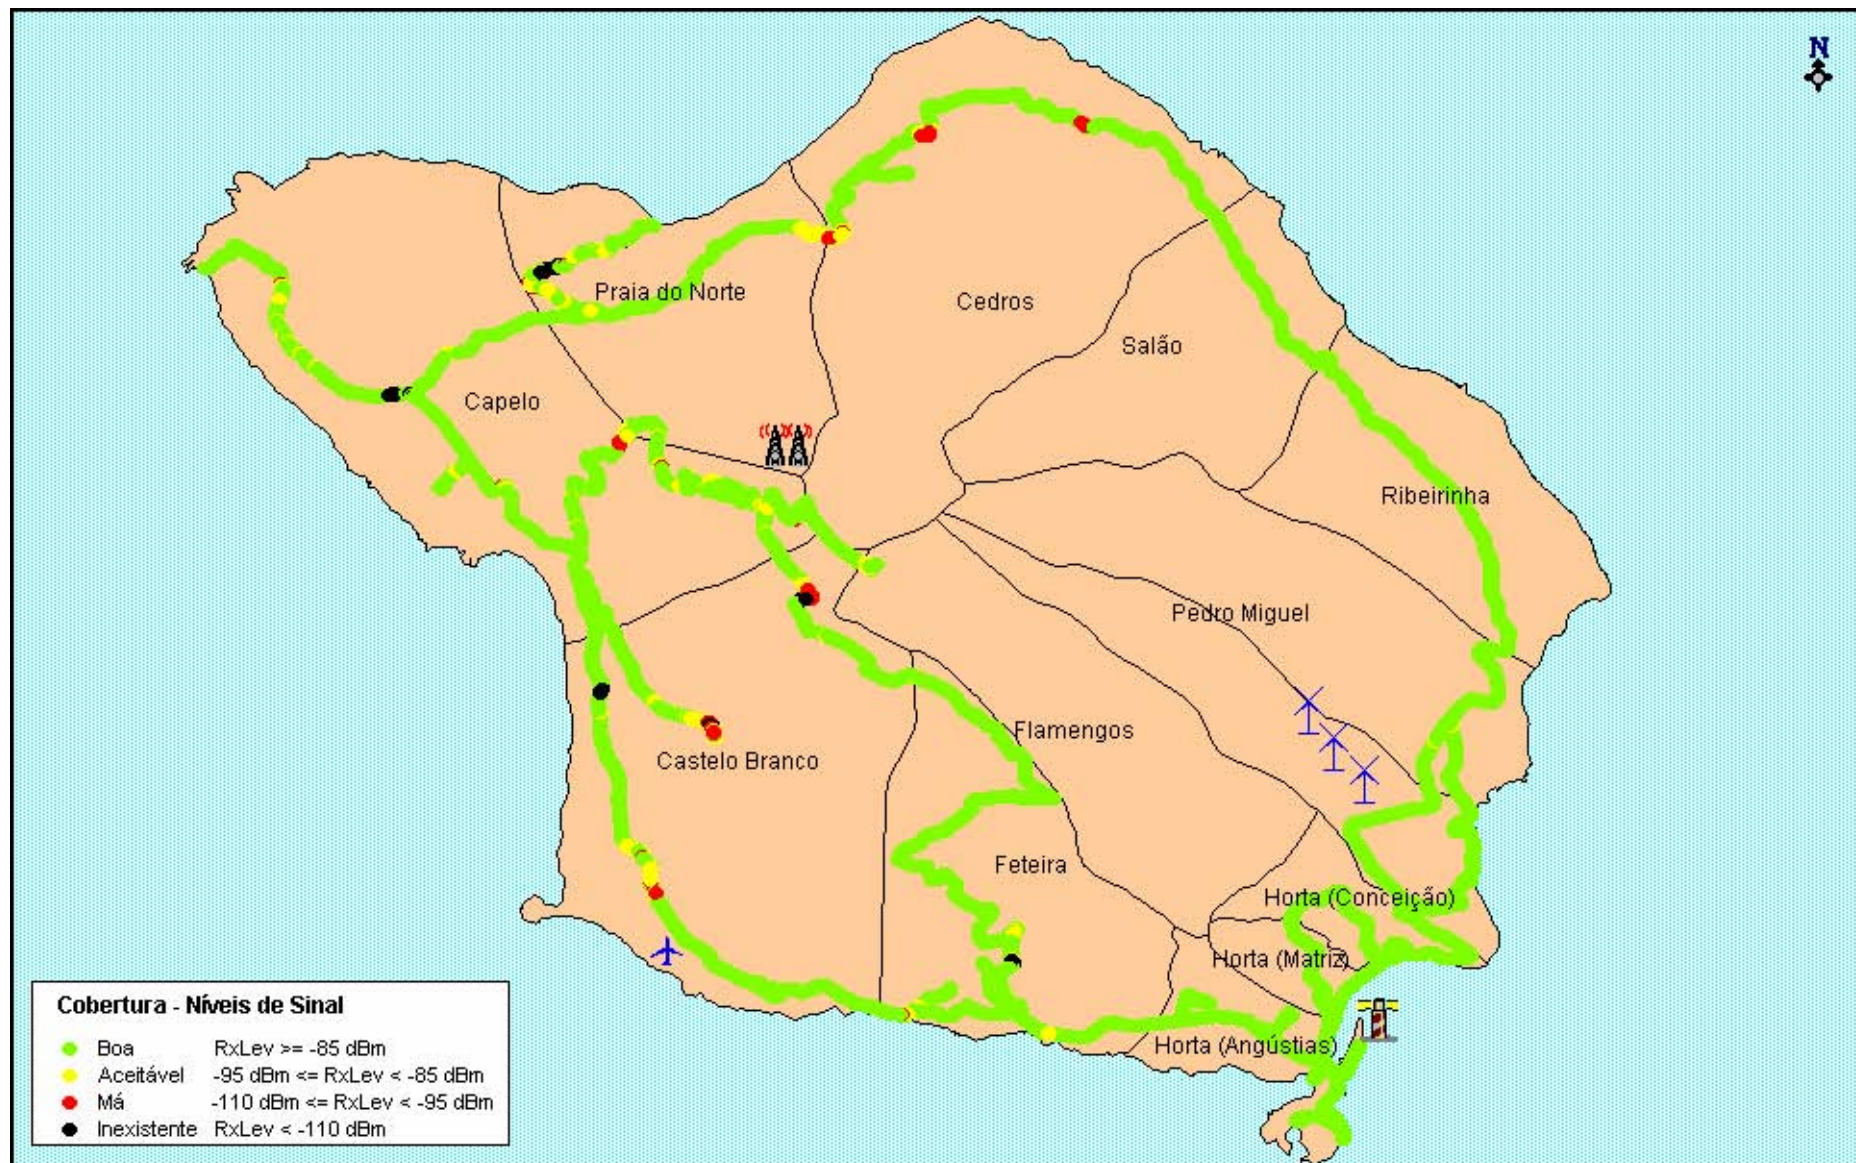 N
Praia do Norte
Cedros
Salão
Capelo
Ribeirinha
Pedro Miguel
Flamengos
Castelo Branco
Feteira
Horta (Conceição)
Horta (Matriz)
Horta (Angústias)
Cobertura - Níveis de Sinal
Boa RxLev >= -85 dBm
Aceitável -95 dBm <= RxLev < -85 dBm
Má -110 dBm <= RxLev < -95 dBm
Inexistente RxLev < -110 dBm